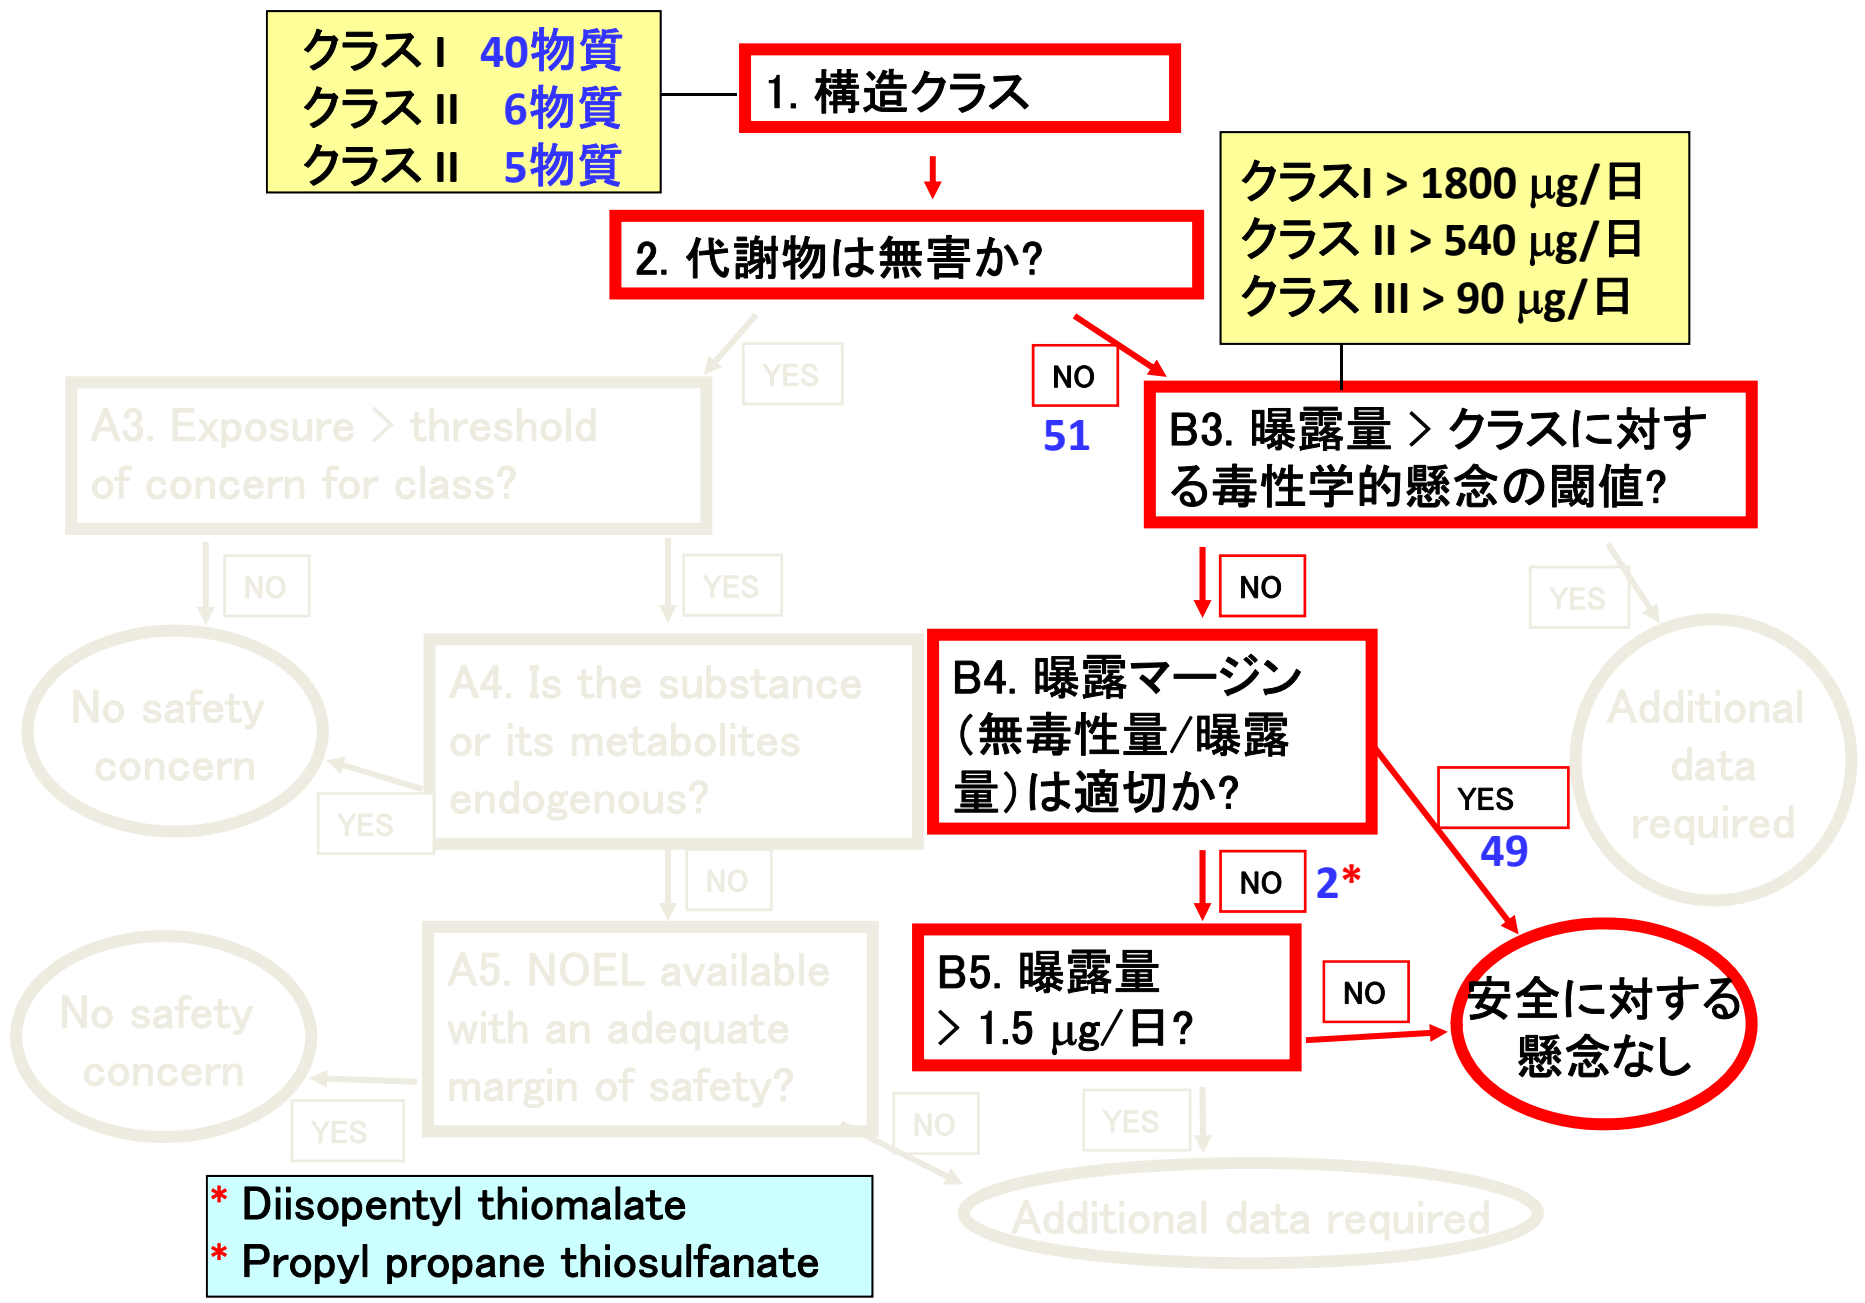 クラス I 40物質
クラス II 6物質
クラス II 5物質
1. 構造クラス
2. 代謝物は無害か?
クラスI > 1800 μg/日
クラス II > 540 μg/日
クラス III > 90 μg/日
YES
NO
51
A3. Exposure > threshold
of concern for class?
B3. 曝露量 > クラスに対す
る毒性学的懸念の閾値?
NO
YES
NO
YES
No safety
concern
A4. Is the substance
or its metabolites
endogenous?
B4. 曝露マージン
(無毒性量/曝露
量)は適切か?
Additional
data
required
YES
YES
49
NO
NO
2*
No safety
concern
A5. NOEL available
with an adequate
margin of safety?
B5. 曝露量
> 1.5 μg/日?
NO
安全に対する
懸念なし
YES
NO
YES
* Diisopentyl thiomalate
* Propyl propane thiosulfanate
Additional data required